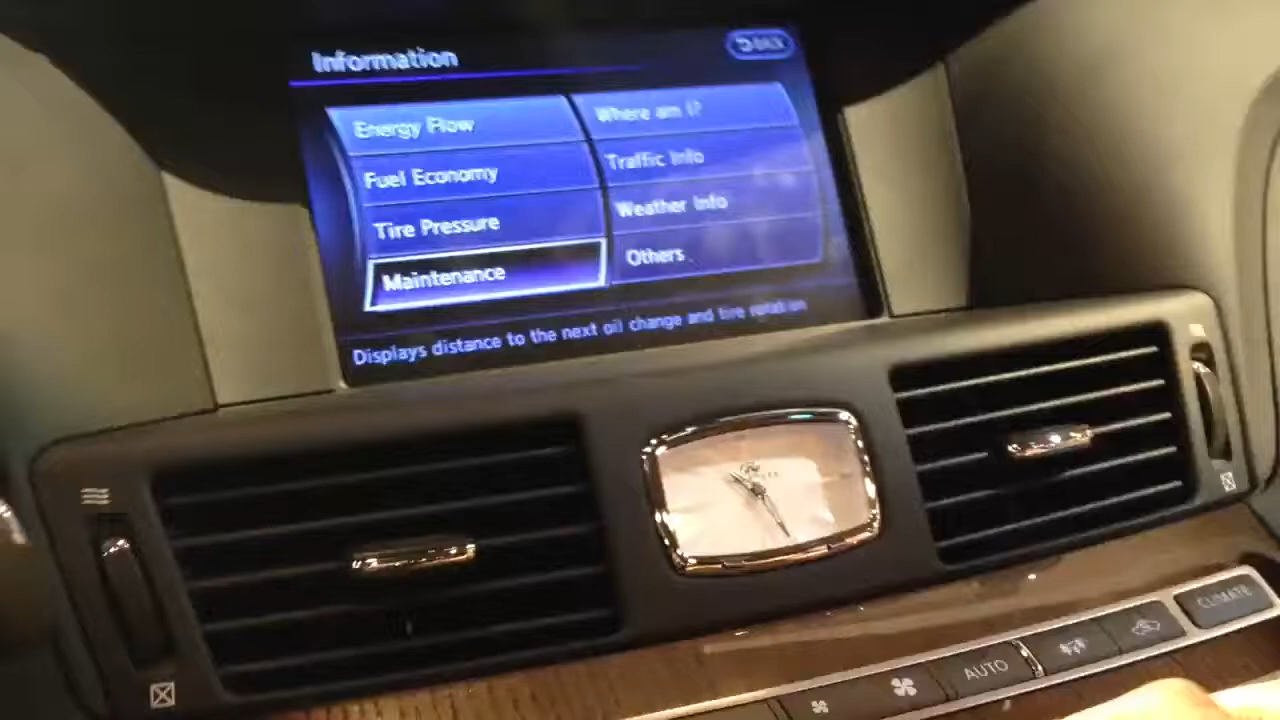 Information
BACK
Energy Flow
Where am I?
Fuel Economy
Traffic Info
Tire Pressure
Weather Info
Maintenance
Others
Displays distance to the next oil change and tire rotation
AUTO
CLIMATE